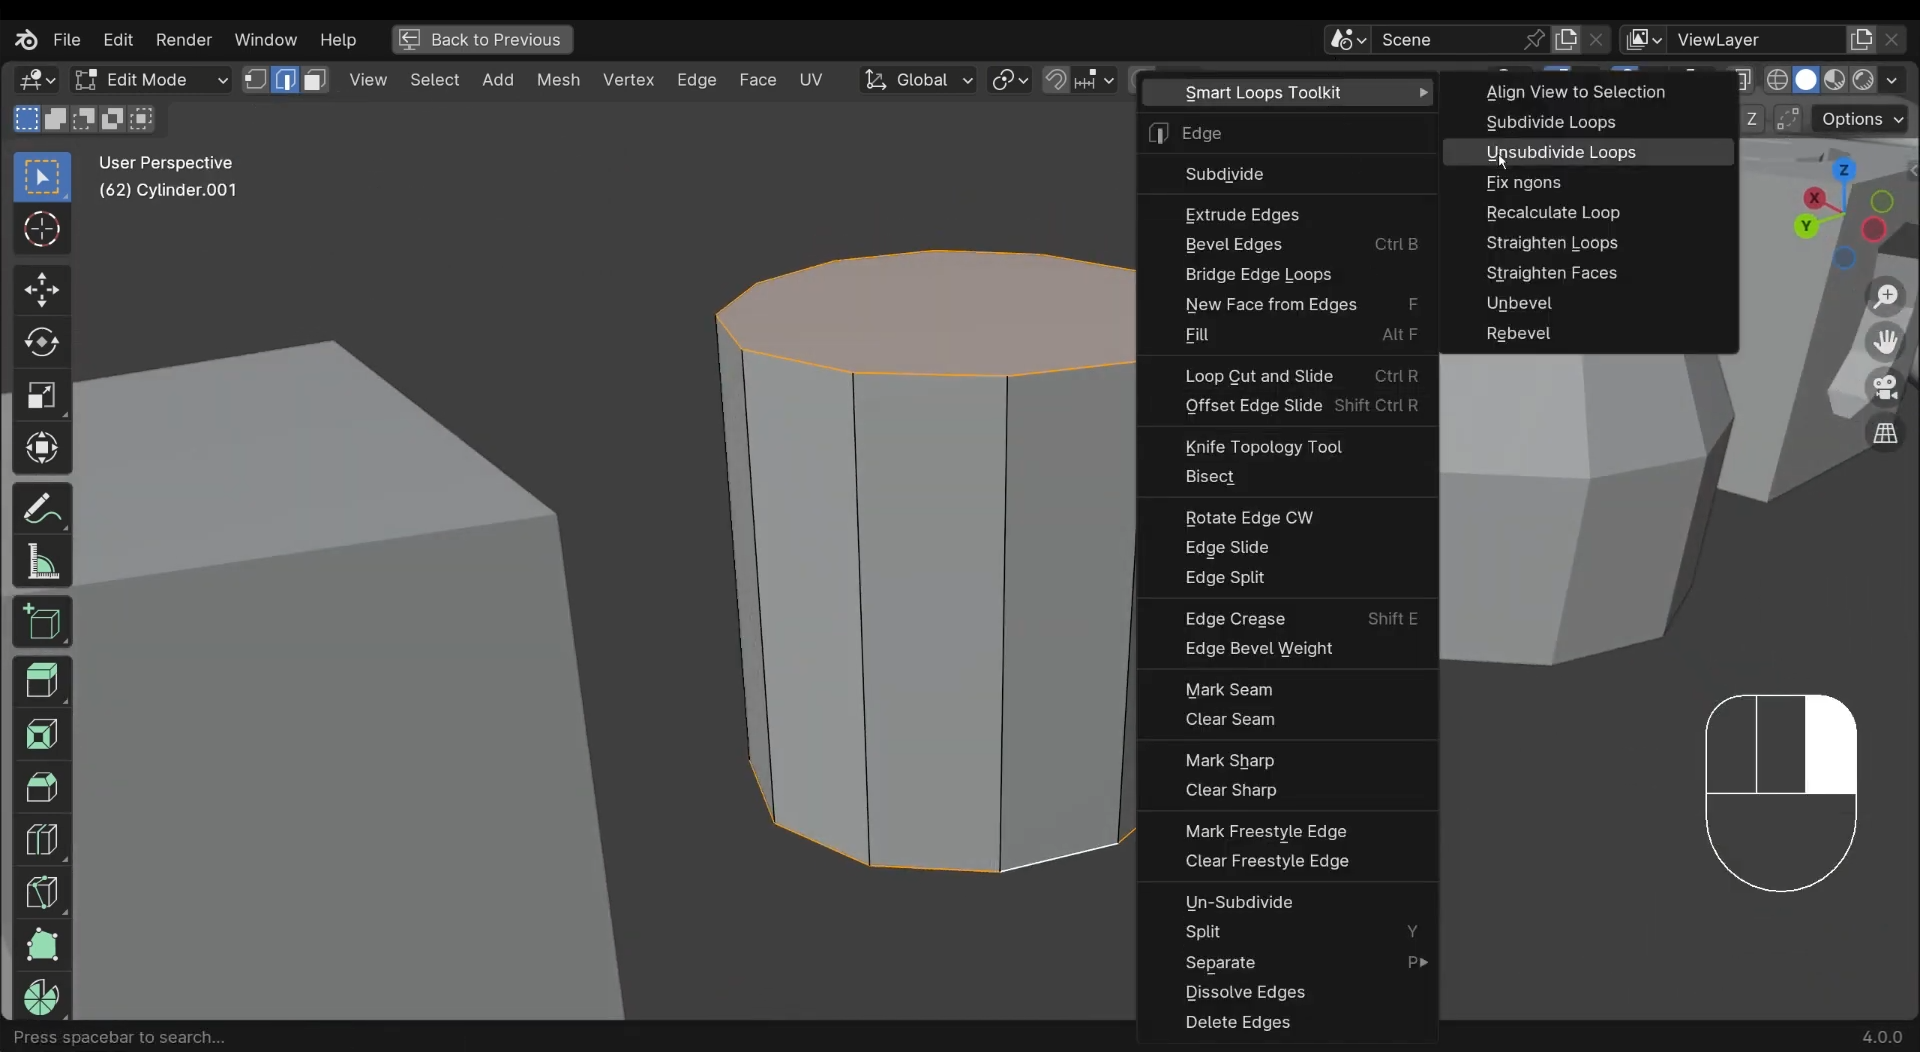 File Edit Render Window Help Back to Previous Scene ViewLayer
Edit Mode View Select Add Mesh Vertex Edge Face UV Global
Z Options
User Perspective
(62) Cylinder.001
Smart Loops Toolkit
Edge
Subdivide
Extrude Edges
Bevel Edges Ctrl B
Bridge Edge Loops
New Face from Edges F
Fill Alt F
Loop Cut and Slide Ctrl R
Offset Edge Slide Shift Ctrl R
Knife Topology Tool
Bisect
Rotate Edge CW
Edge Slide
Edge Split
Edge Crease Shift E
Edge Bevel Weight
Mark Seam
Clear Seam
Mark Sharp
Clear Sharp
Mark Freestyle Edge
Clear Freestyle Edge
Un-Subdivide
Split Y
Separate P
Dissolve Edges
Delete Edges
Align View to Selection
Subdivide Loops
Unsubdivide Loops
Fix ngons
Recalculate Loop
Straighten Loops
Straighten Faces
Unbevel
Rebevel
Z
X
Y
Press spacebar to search...
4.0.0